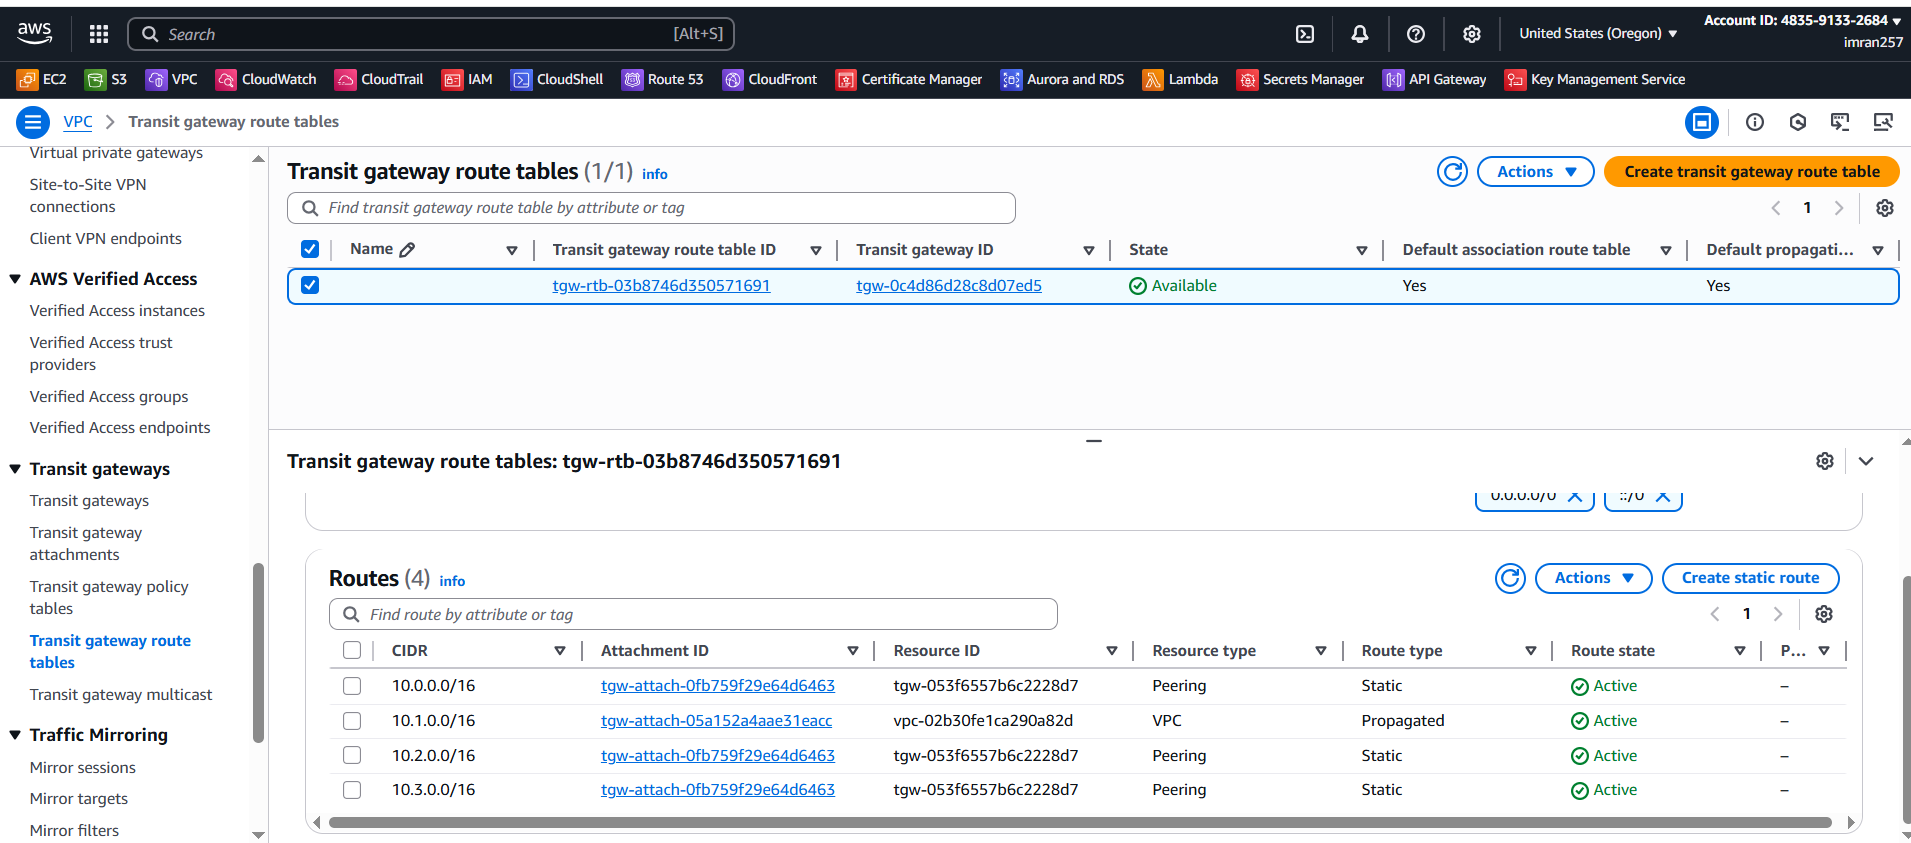 aws
Search [Alt+S]
United States (Oregon)
Account ID: 4835-9133-2684
imran257
EC2 S3 VPC CloudWatch CloudTrail IAM CloudShell Route 53 CloudFront Certificate Manager Aurora and RDS Lambda Secrets Manager API Gateway Key Management Service
VPC Transit gateway route tables
Virtual private gateways
Site-to-Site VPN
connections
Client VPN endpoints
AWS Verified Access
Verified Access instances
Verified Access trust
providers
Verified Access groups
Verified Access endpoints
Transit gateways
Transit gateways
Transit gateway
attachments
Transit gateway policy
tables
Transit gateway route
tables
Transit gateway multicast
Traffic Mirroring
Mirror sessions
Mirror targets
Mirror filters
Transit gateway route tables (1/1) info
Actions
Create transit gateway route table
Find transit gateway route table by attribute or tag
1
Name Transit gateway route table ID Transit gateway ID State Default association route table Default propagati...
tgw-rtb-03b8746d350571691 tgw-0c4d86d28c8d07ed5 Available Yes Yes
Transit gateway route tables: tgw-rtb-03b8746d350571691
0.0.0.0/0 ::/0
Routes (4) info
Actions
Create static route
Find route by attribute or tag
1
CIDR Attachment ID Resource ID Resource type Route type Route state P...
10.0.0.0/16 tgw-attach-0fb759f29e64d6463 tgw-053f6557b6c2228d7 Peering Static Active –
10.1.0.0/16 tgw-attach-05a152a4aae31eacc vpc-02b30fe1ca290a82d VPC Propagated Active –
10.2.0.0/16 tgw-attach-0fb759f29e64d6463 tgw-053f6557b6c2228d7 Peering Static Active –
10.3.0.0/16 tgw-attach-0fb759f29e64d6463 tgw-053f6557b6c2228d7 Peering Static Active –